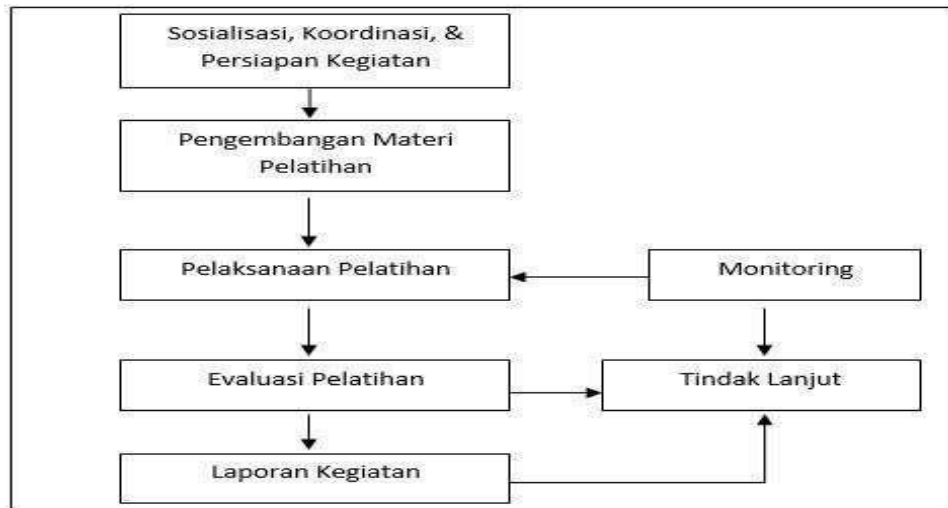 Sosialisasi, Koordinasi, &
Persiapan Kegiatan
Pengembangan Materi
Pelatihan
Pelaksanaan Pelatihan
Monitoring
Evaluasi Pelatihan
Tindak Lanjut
Laporan Kegiatan